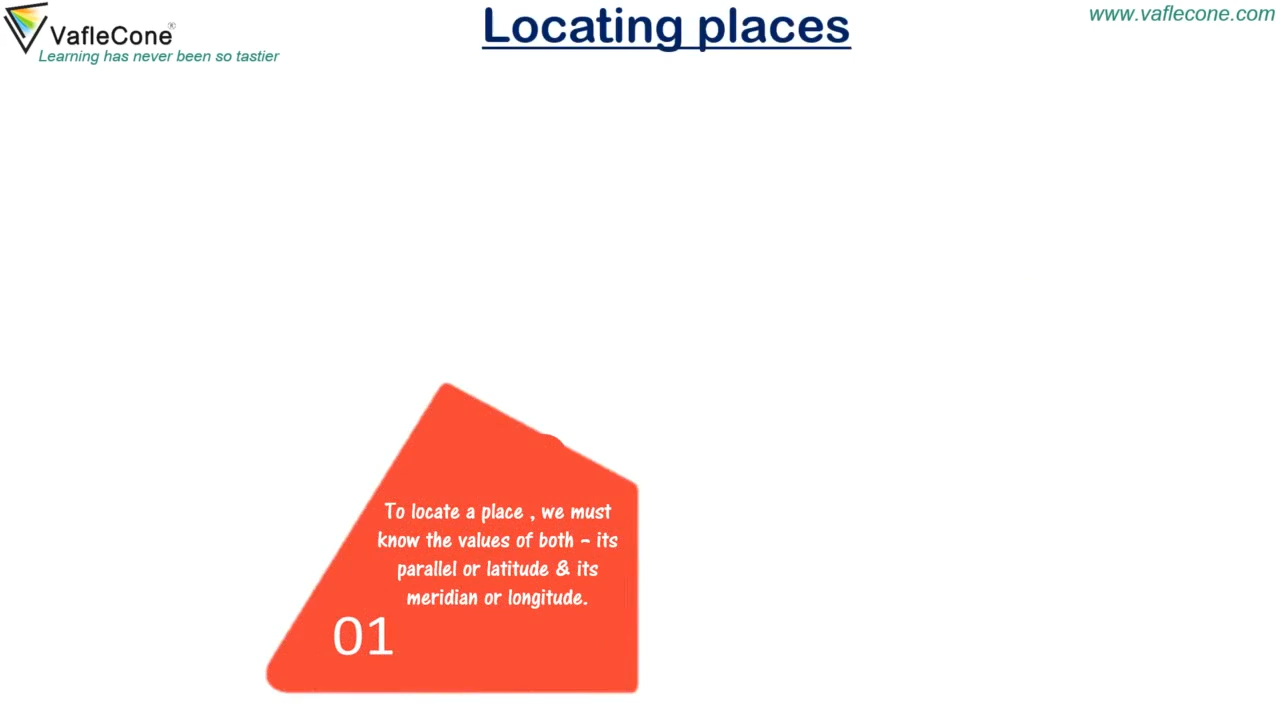 VafleCone®
Learning has never been so tastier
Locating places
www.vaflecone.com
To locate a place , we must
know the values of both - its
parallel or latitude & its
meridian or longitude.
01